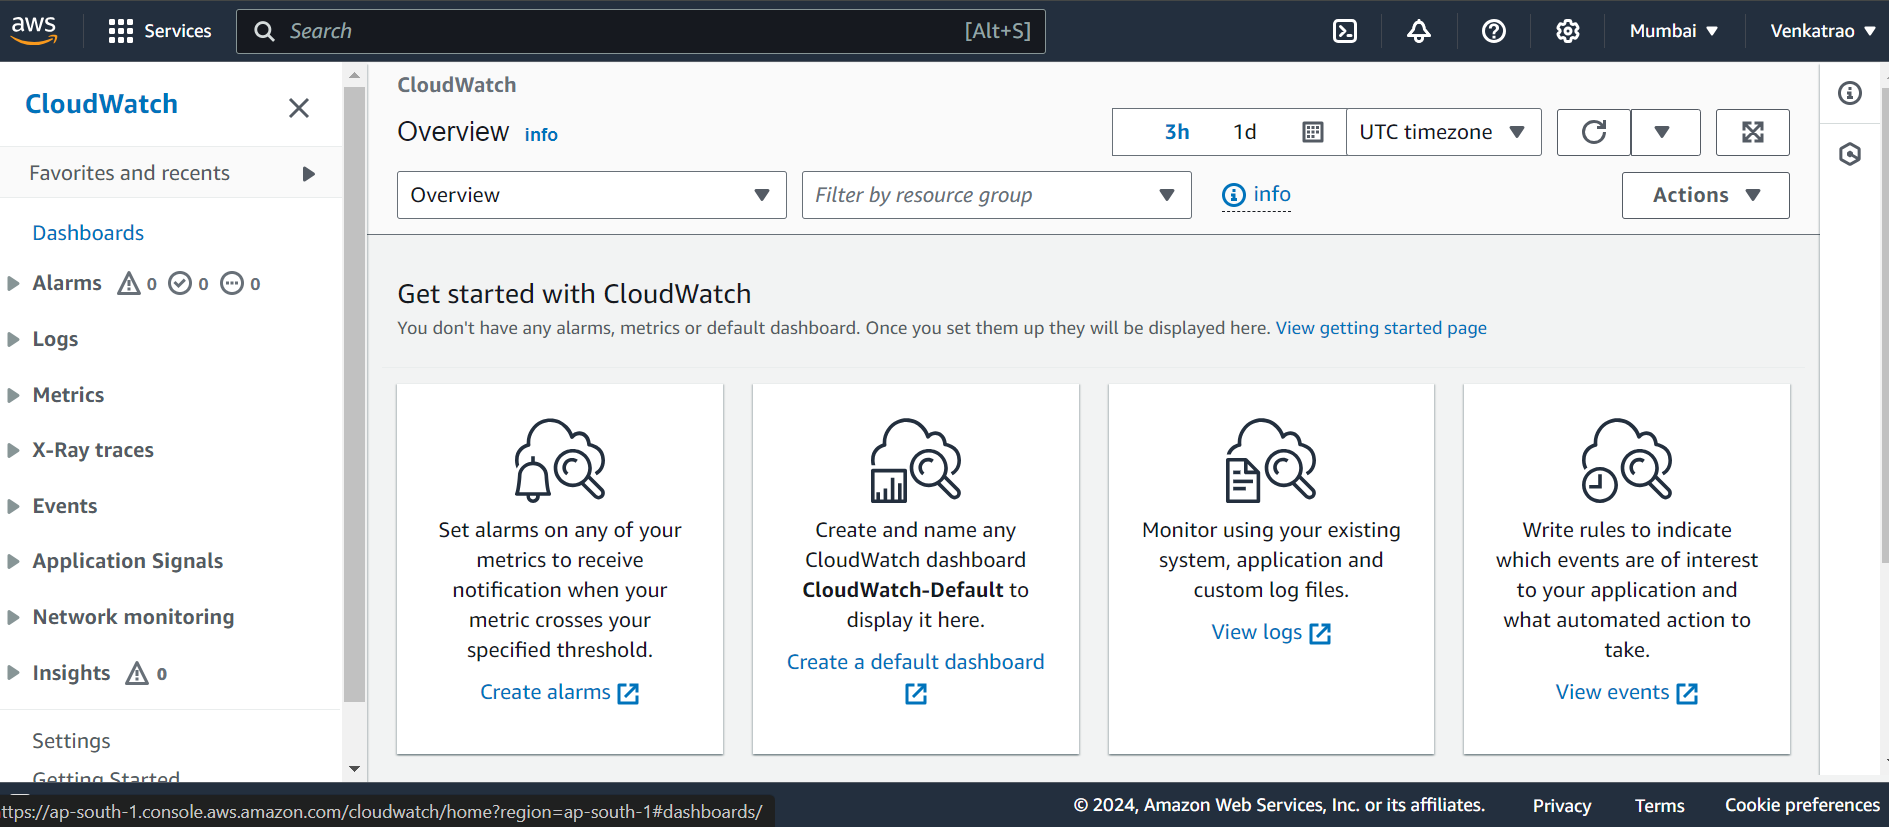 aws
Services
Search [Alt+S]
Mumbai
Venkatrao
CloudWatch
Favorites and recents
Dashboards
Alarms 0 0 0
Logs
Metrics
X-Ray traces
Events
Application Signals
Network monitoring
Insights 0
Settings
Getting Started
CloudWatch
Overview info
3h 1d UTC timezone
Overview
Filter by resource group
info
Actions
Get started with CloudWatch
You don't have any alarms, metrics or default dashboard. Once you set them up they will be displayed here. View getting started page
Set alarms on any of your
metrics to receive
notification when your
metric crosses your
specified threshold.
Create alarms
Create and name any
CloudWatch dashboard
CloudWatch-Default to
display it here.
Create a default dashboard
Monitor using your existing
system, application and
custom log files.
View logs
Write rules to indicate
which events are of interest
to your application and
what automated action to
take.
View events
ttps://ap-south-1.console.aws.amazon.com/cloudwatch/home?region=ap-south-1#dashboards/
© 2024, Amazon Web Services, Inc. or its affiliates.
Privacy
Terms
Cookie preferences